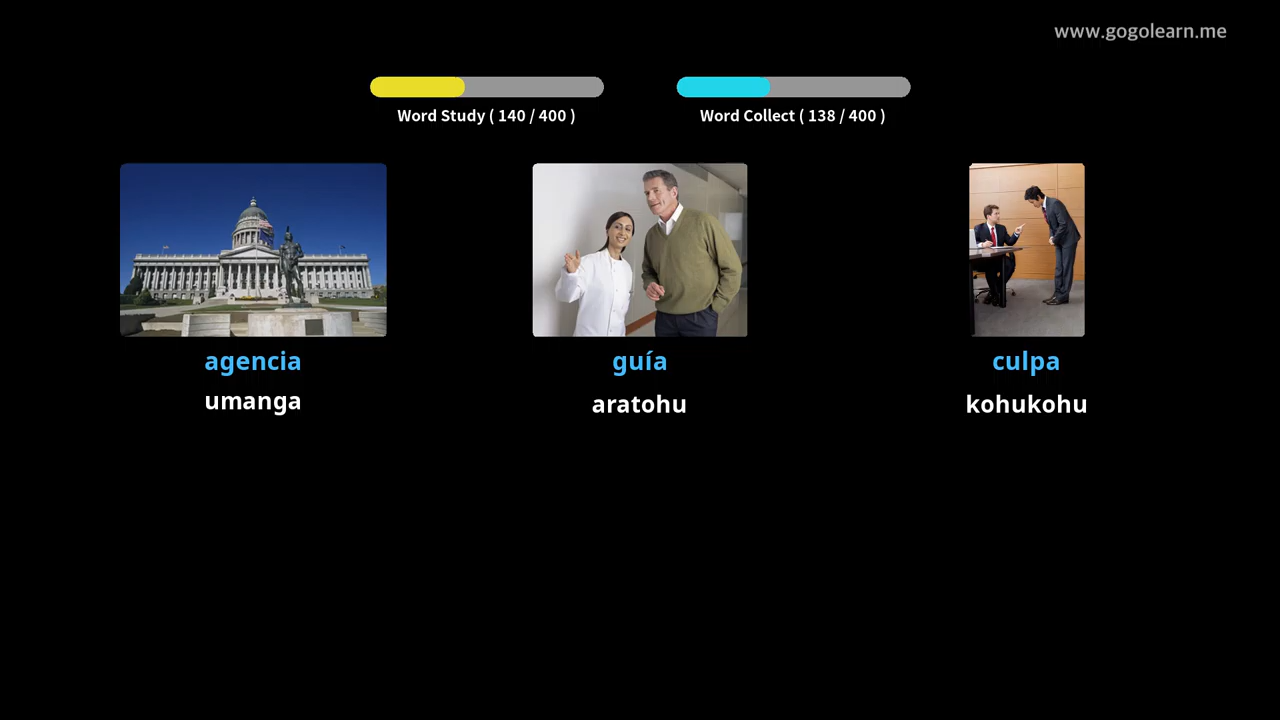 www.gogolearn.me
Word Study ( 140 / 400 )
Word Collect ( 138 / 400 )
agencia
umanga
guía
aratohu
culpa
kohukohu